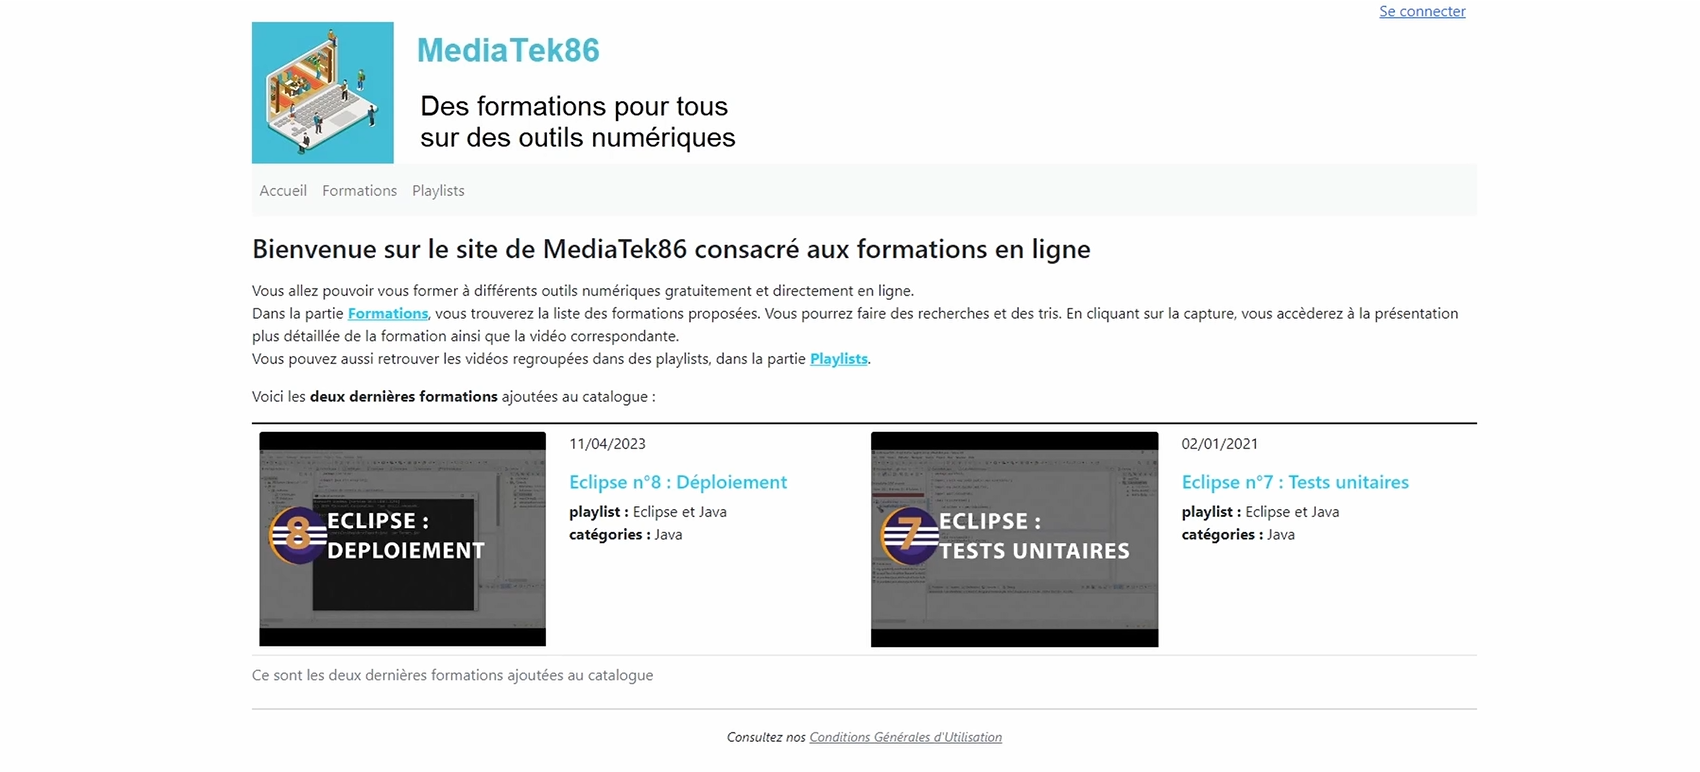 Se connecter
MediaTek86
Des formations pour tous
sur des outils numériques
Accueil Formations Playlists
Bienvenue sur le site de MediaTek86 consacré aux formations en ligne
Vous allez pouvoir vous former à différents outils numériques gratuitement et directement en ligne.
Dans la partie Formations, vous trouverez la liste des formations proposées. Vous pourrez faire des recherches et des tris. En cliquant sur la capture, vous accèderez à la présentation
plus détaillée de la formation ainsi que la vidéo correspondante.
Vous pouvez aussi retrouver les vidéos regroupées dans des playlists, dans la partie Playlists.
Voici les deux dernières formations ajoutées au catalogue :
8 ECLIPSE :
DEPLOIEMENT
11/04/2023
Eclipse n°8 : Déploiement
playlist : Eclipse et Java
catégories : Java
7 ECLIPSE :
TESTS UNITAIRES
02/01/2021
Eclipse n°7 : Tests unitaires
playlist : Eclipse et Java
catégories : Java
Ce sont les deux dernières formations ajoutées au catalogue
Consultez nos Conditions Générales d'Utilisation